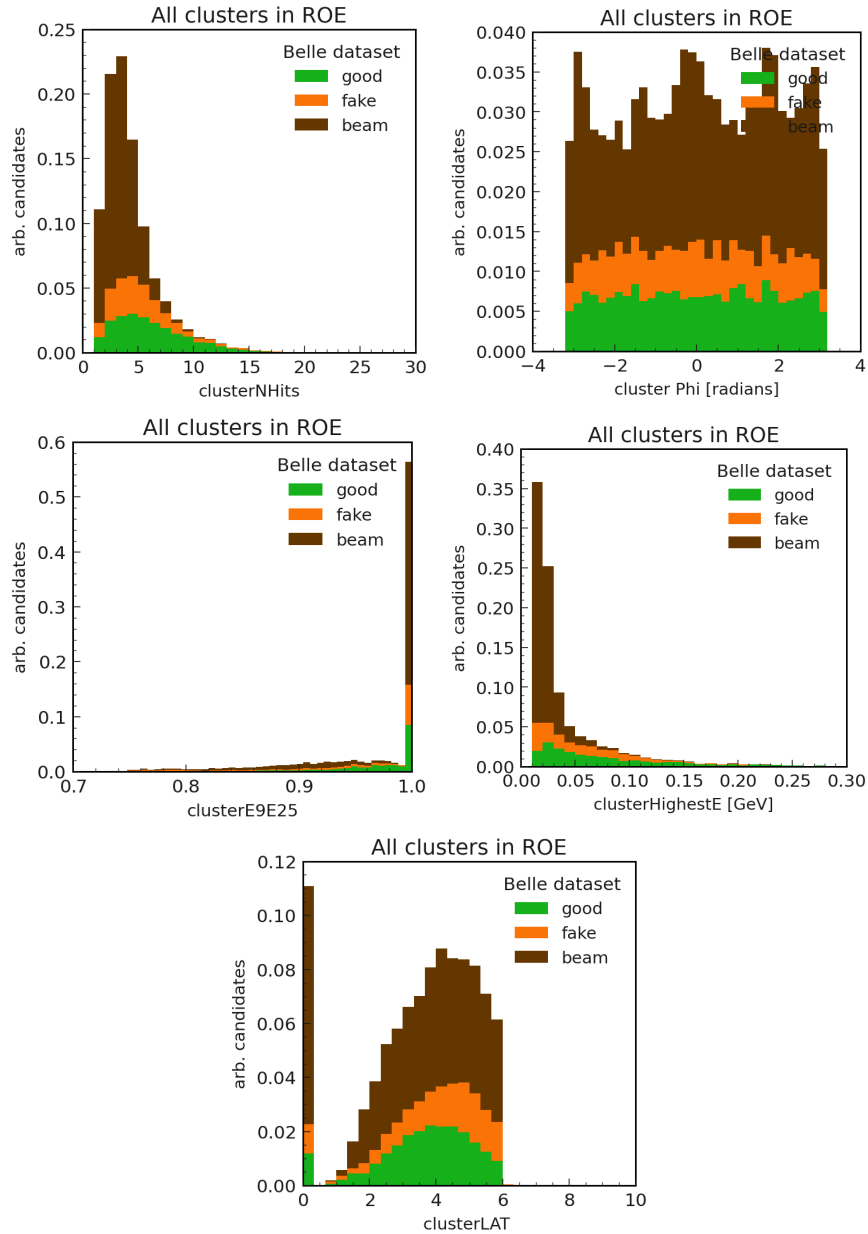 All clusters in ROE
0.25
0.20
0.15
0.10
0.05
0.00
arb. candidates
Belle dataset
good
fake
beam
0 5 10 15 20 25 30
clusterNHits
All clusters in ROE
0.040
0.035
0.030
0.025
0.020
0.015
0.010
0.005
0.000
arb. candidates
Belle dataset
good
fake
beam
−4 −2 0 2 4
cluster Phi [radians]
All clusters in ROE
0.6
0.5
0.4
0.3
0.2
0.1
0.0
arb. candidates
Belle dataset
good
fake
beam
0.7 0.8 0.9 1.0
clusterE9E25
All clusters in ROE
0.40
0.35
0.30
0.25
0.20
0.15
0.10
0.05
0.00
arb. candidates
Belle dataset
good
fake
beam
0.00 0.05 0.10 0.15 0.20 0.25 0.30
clusterHighestE [GeV]
All clusters in ROE
0.12
0.10
0.08
0.06
0.04
0.02
0.00
arb. candidates
Belle dataset
good
fake
beam
0 2 4 6 8 10
clusterLAT